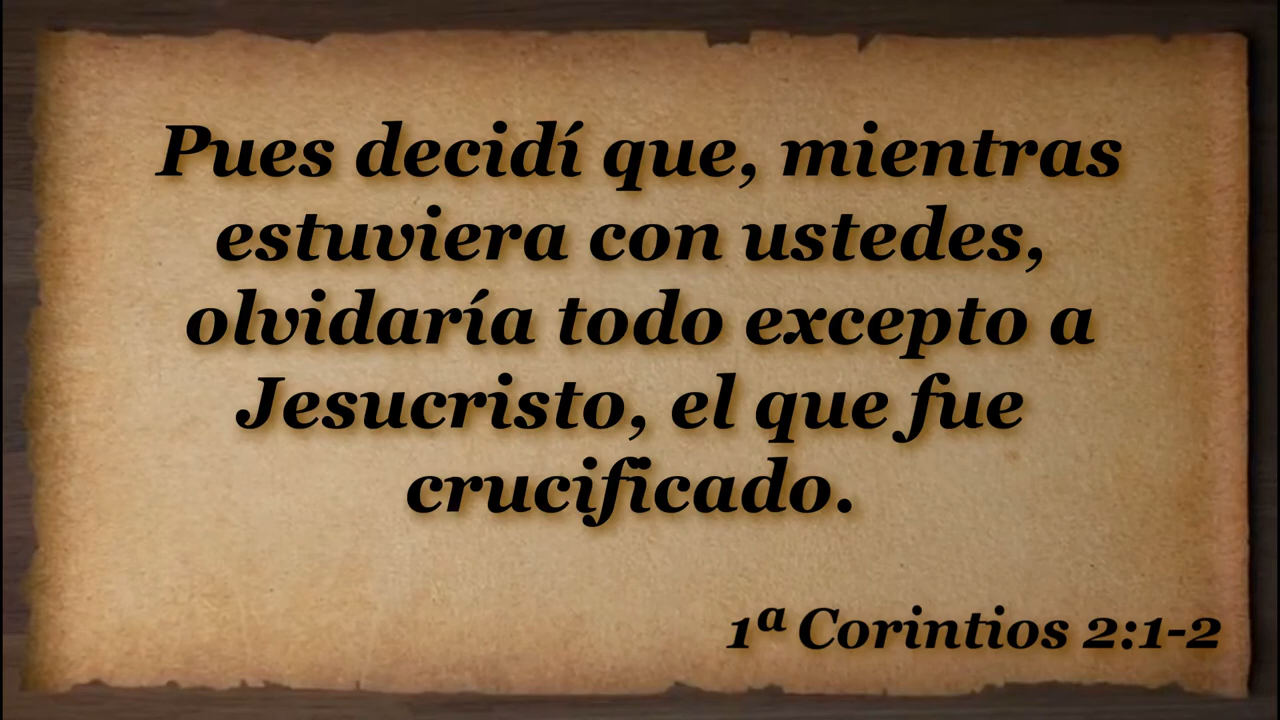 Pues decidí que, mientras
estuviera con ustedes,
olvidaría todo excepto a
Jesucristo, el que fue
crucificado.
1ª Corintios 2:1-2